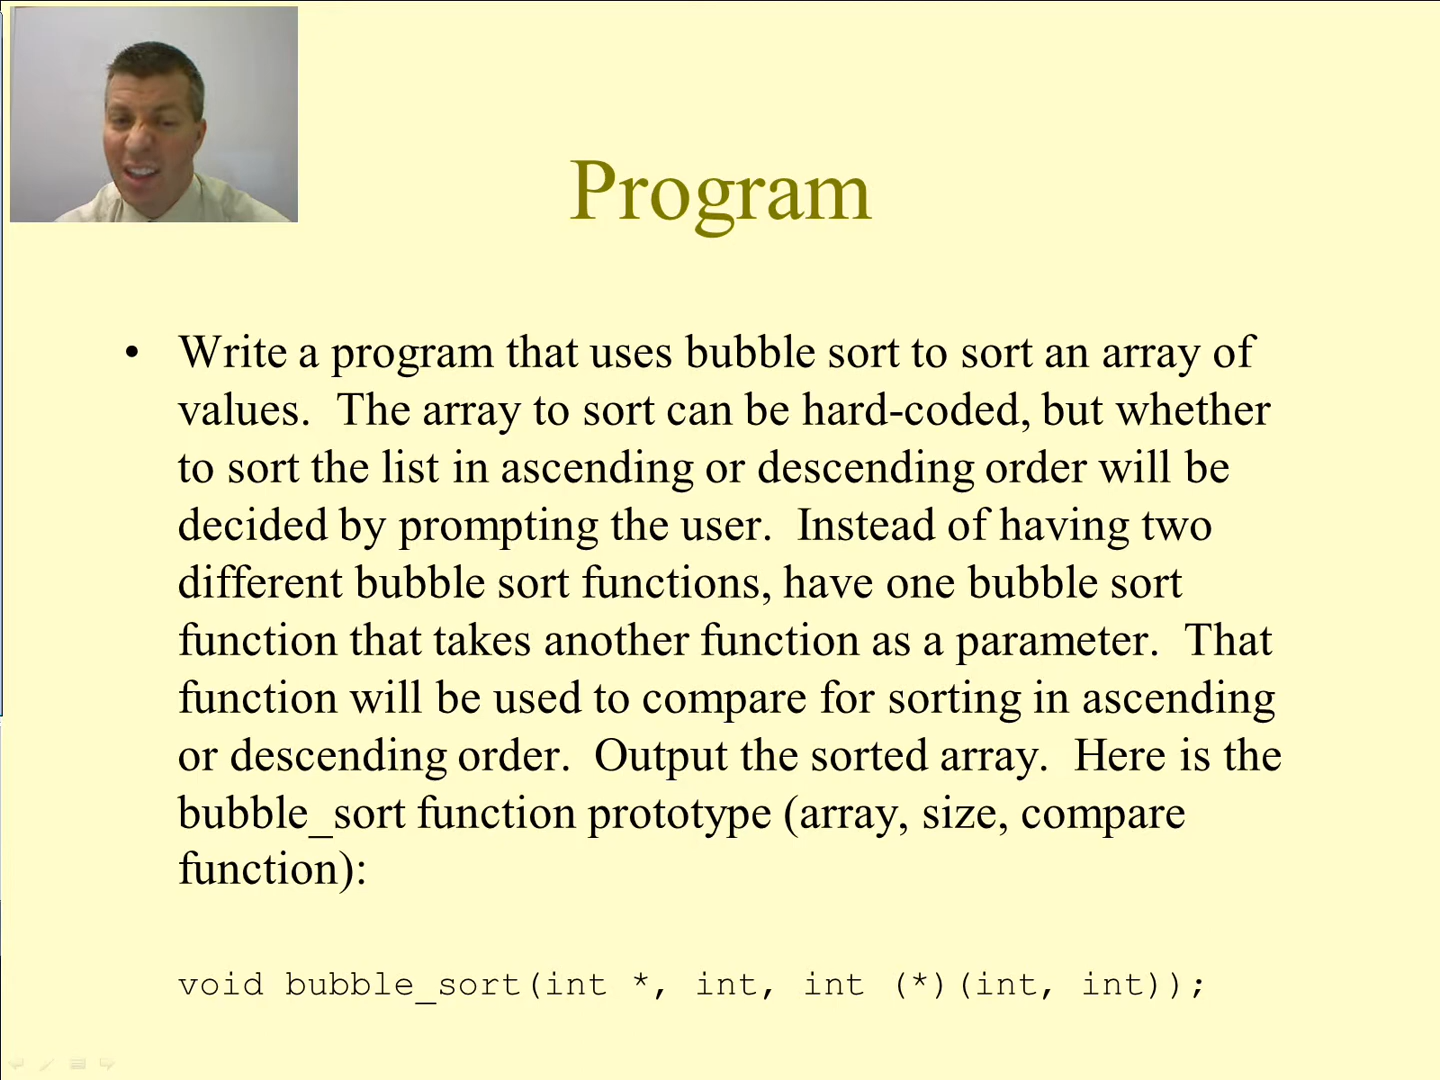 Program
• Write a program that uses bubble sort to sort an array of
values.  The array to sort can be hard-coded, but whether
to sort the list in ascending or descending order will be
decided by prompting the user.  Instead of having two
different bubble sort functions, have one bubble sort
function that takes another function as a parameter.  That
function will be used to compare for sorting in ascending
or descending order.  Output the sorted array.  Here is the
bubble_sort function prototype (array, size, compare
function):
void bubble_sort(int *, int, int (*)(int, int));